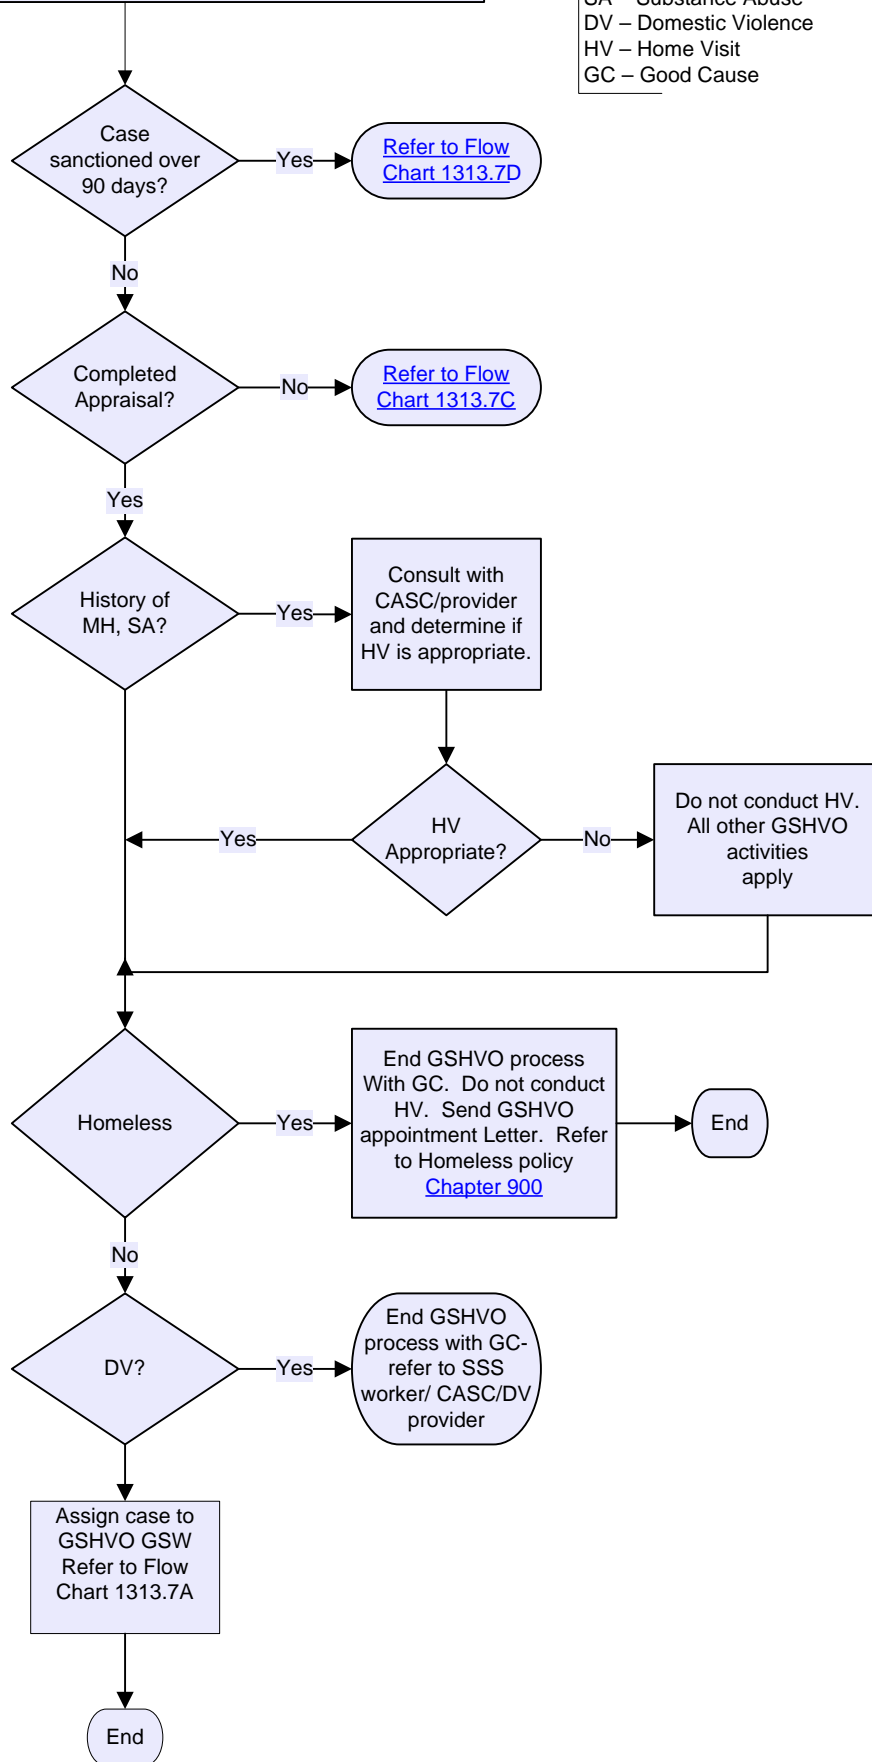 SA – Substance Abuse
DV – Domestic Violence
HV – Home Visit
GC – Good Cause
Case
sanctioned over
90 days?
Yes
Refer to Flow
Chart 1313.7D
No
Completed
Appraisal?
No
Refer to Flow
Chart 1313.7C
Yes
History of
MH, SA?
Yes
Consult with
CASC/provider
and determine if
HV is appropriate.
Yes
HV
Appropriate?
No
Do not conduct HV.
All other GSHVO
activities
apply
Homeless
Yes
End GSHVO process
With GC. Do not conduct
HV. Send GSHVO
appointment Letter. Refer
to Homeless policy
Chapter 900
End
No
DV?
Yes
End GSHVO
process with GC-
refer to SSS
worker/ CASC/DV
provider
Assign case to
GSHVO GSW
Refer to Flow
Chart 1313.7A
End